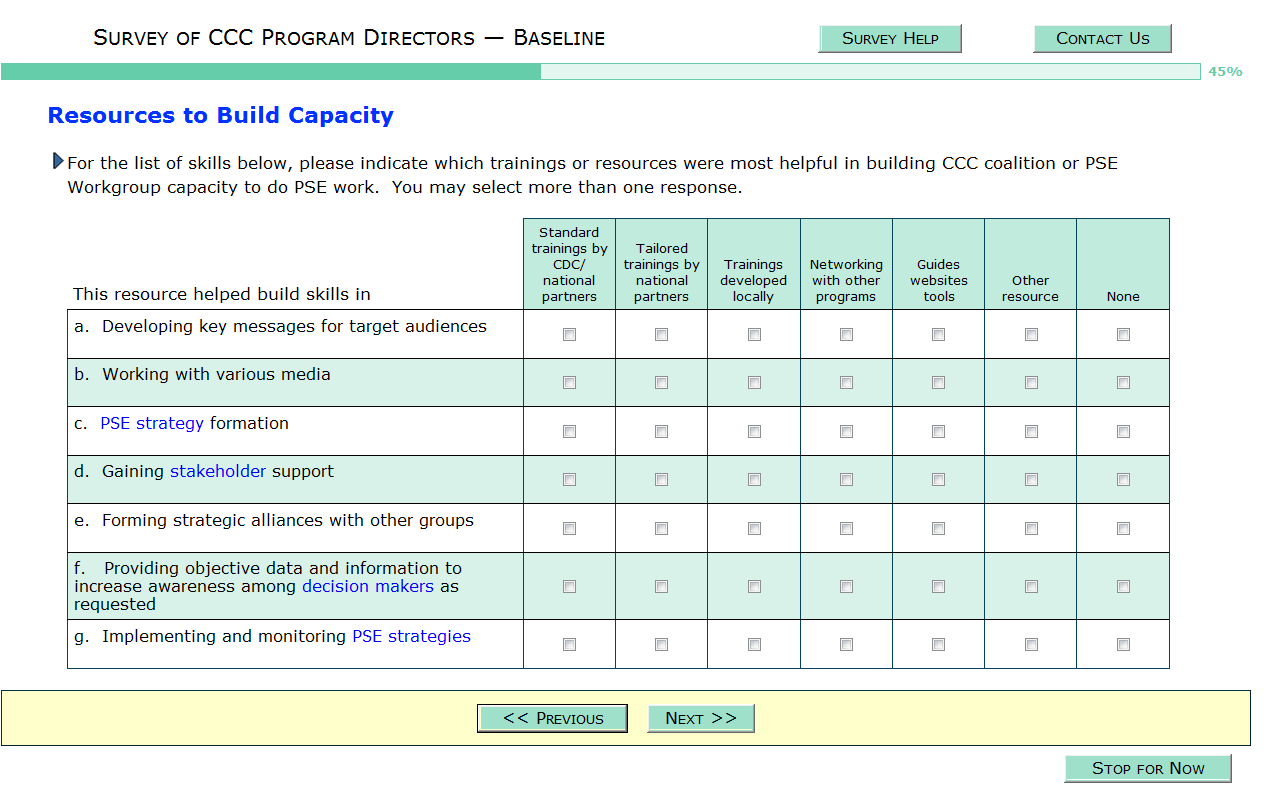 Survey of CCC Program Directors — Baseline
Survey Help
Contact Us
45%
Resources to Build Capacity
For the list of skills below, please indicate which trainings or resources were most helpful in building CCC coalition or PSE
Workgroup capacity to do PSE work.  You may select more than one response.
This resource helped build skills in
Standard
trainings by
CDC/
national
partners
Tailored
trainings by
national
partners
Trainings
developed
locally
Networking
with other
programs
Guides
websites
tools
Other
resource
None
a.  Developing key messages for target audiences
b.  Working with various media
c.  PSE strategy formation
d.  Gaining stakeholder support
e.  Forming strategic alliances with other groups
f.  Providing objective data and information to
increase awareness among decision makers as
requested
g.  Implementing and monitoring PSE strategies
<< Previous
Next >>
Stop for Now